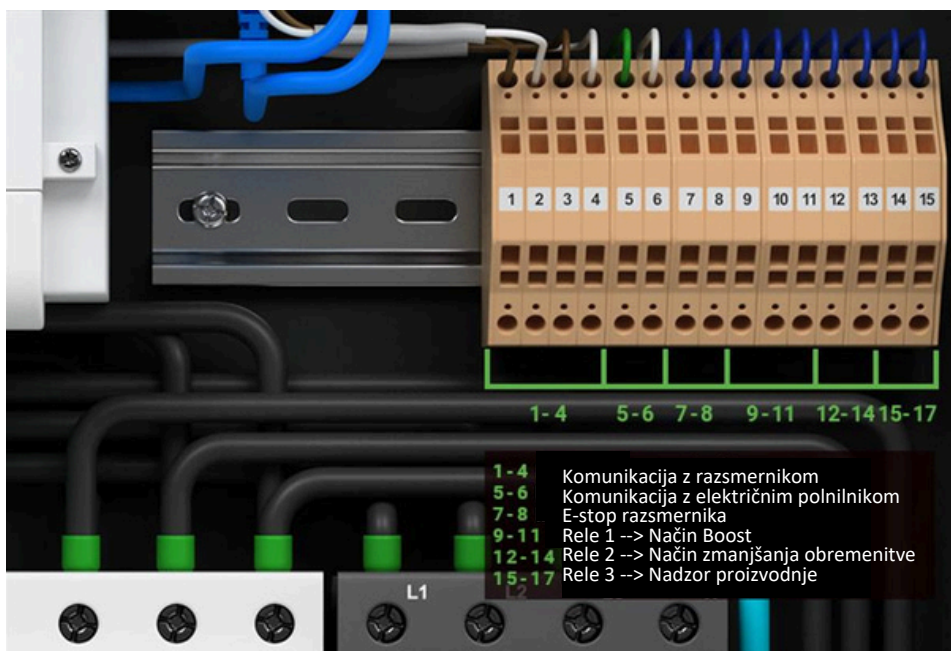 1 2 3 4 5 6 7 8 9 10 11 12 13 14 15
1-4 5-6 7-8 9-11 12-14 15-17
1-4 Komunikacija z razsmernikom
5-6 Komunikacija z električnim polnilnikom
7-8 E-stop razsmernika
9-11 Rele 1 --> Način Boost
12-14 Rele 2 --> Način zmanjšanja obremenitve
15-17 Rele 3 --> Nadzor proizvodnje
L1 L2